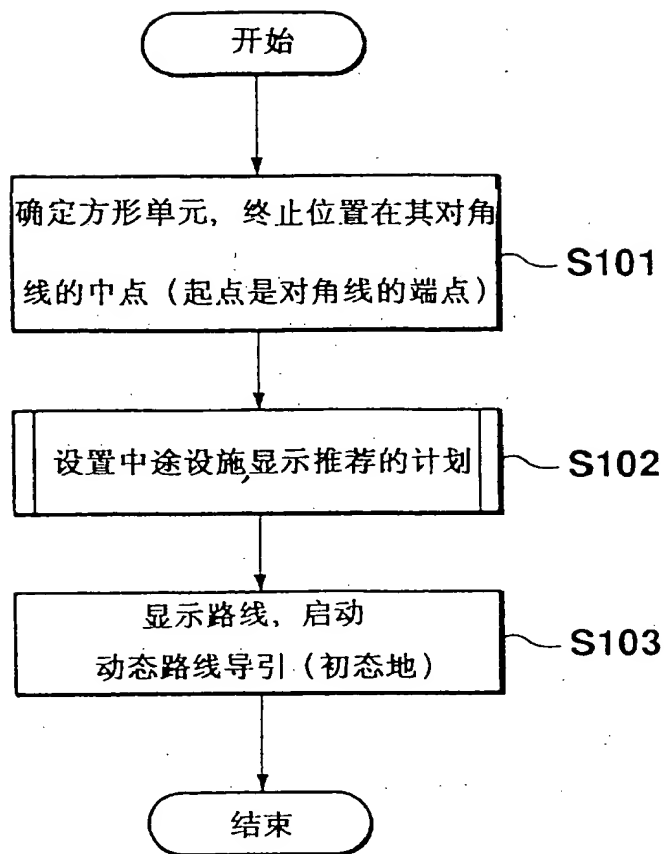 开始
确定方形单元, 终止位置在其对角
线的中点（起点是对角线的端点）
S101
设置中途设施,显示推荐的计划
S102
显示路线, 启动
动态路线导引（初态地）
S103
结束